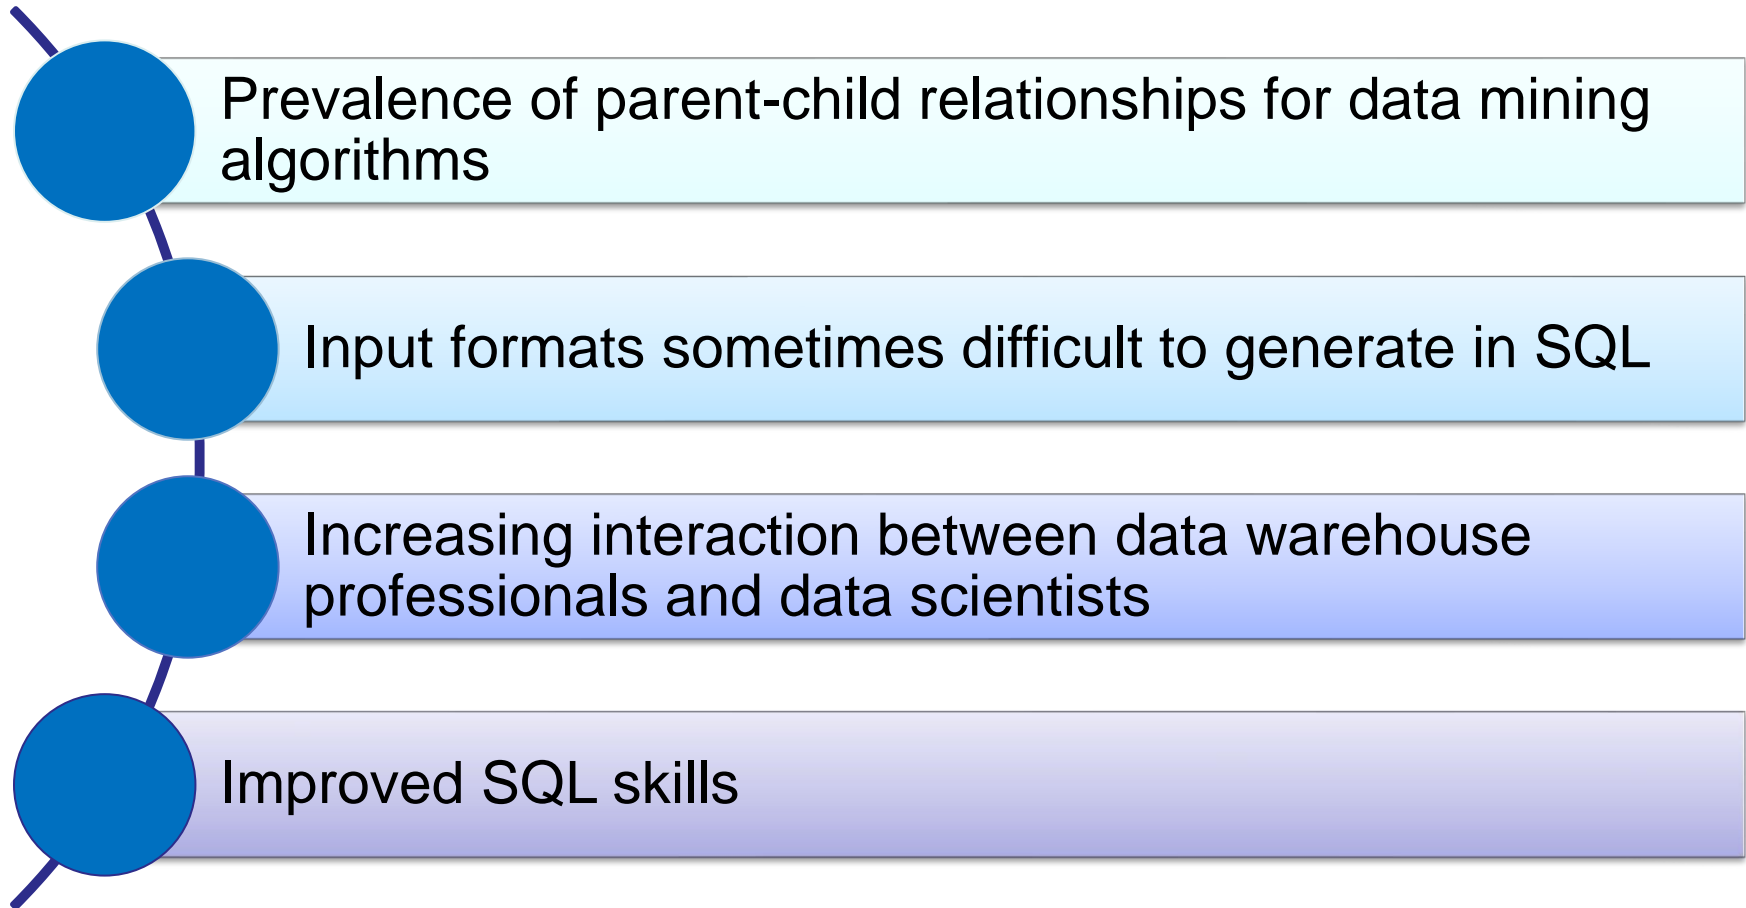 Prevalence of parent-child relationships for data mining
algorithms
Input formats sometimes difficult to generate in SQL
Increasing interaction between data warehouse
professionals and data scientists
Improved SQL skills